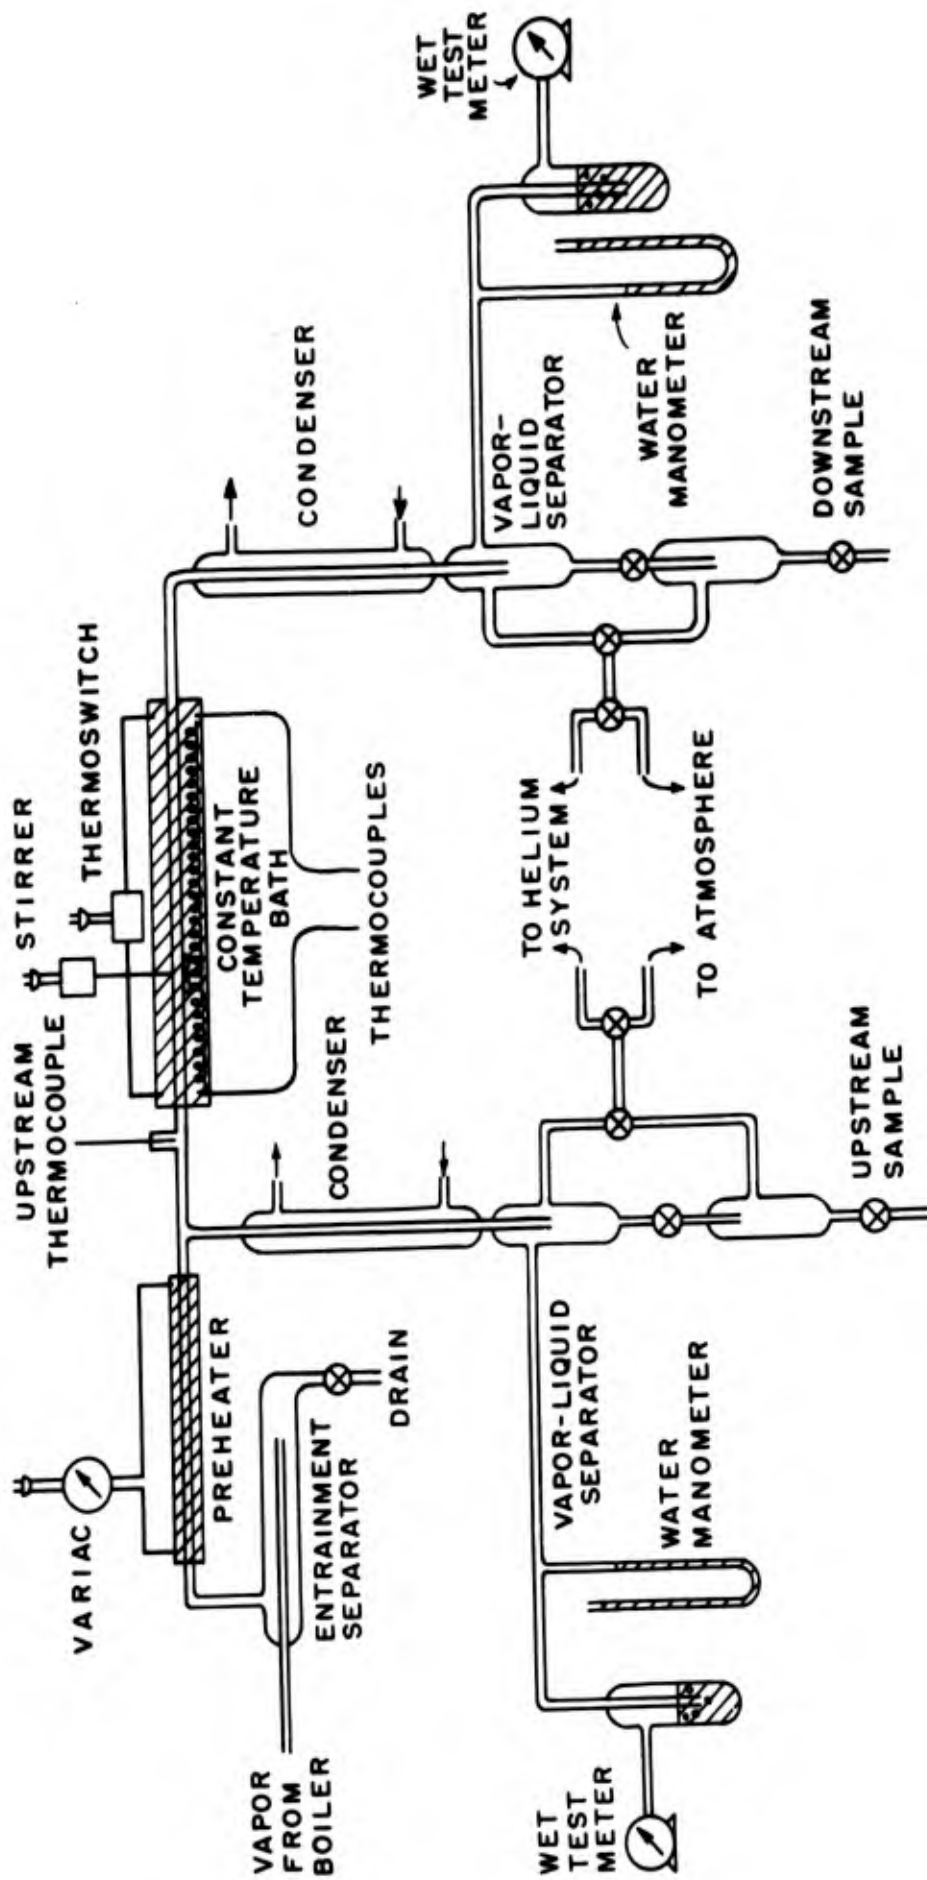 VARIAC
UPSTREAM
THERMOCOUPLE
STIRRER
THERMOSWITCH
PREHEATER
CONSTANT
TEMPERATURE
BATH
CONDENSER
THERMOCOUPLES
CONDENSER
VAPOR
FROM
BOILER
ENTRAINMENT
SEPARATOR
DRAIN
WET
TEST
METER
WET
TEST
METER
VAPOR-LIQUID
SEPARATOR
WATER
MANOMETER
TO HELIUM
SYSTEM
TO ATMOSPHERE
VAPOR-
LIQUID
SEPARATOR
WATER
MANOMETER
UPSTREAM
SAMPLE
DOWNSTREAM
SAMPLE